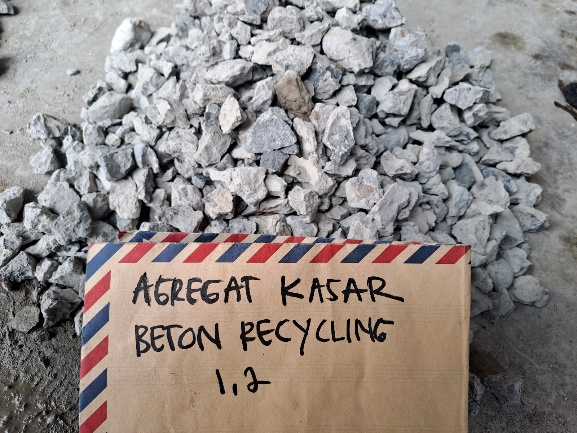 AGREGAT KASAR
BETON RECYCLING
1,2